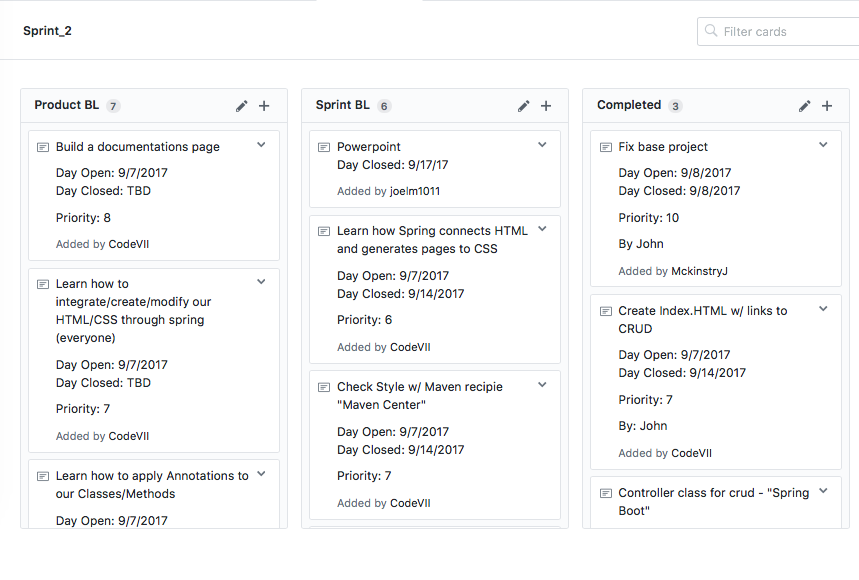 Sprint_2
Filter cards
Product BL 7
Build a documentations page
Day Open: 9/7/2017
Day Closed: TBD
Priority: 8
Added by CodeVII
Learn how to
integrate/create/modify our
HTML/CSS through spring
(everyone)
Day Open: 9/7/2017
Day Closed: TBD
Priority: 7
Added by CodeVII
Learn how to apply Annotations to
our Classes/Methods
Day Open: 9/7/2017
Sprint BL 6
Powerpoint
Day Closed: 9/17/17
Added by joelm1011
Learn how Spring connects HTML
and generates pages to CSS
Day Open: 9/7/2017
Day Closed: 9/14/2017
Priority: 6
Added by CodeVII
Check Style w/ Maven recipie
"Maven Center"
Day Open: 9/7/2017
Day Closed: 9/14/2017
Priority: 7
Added by CodeVII
Completed 3
Fix base project
Day Open: 9/8/2017
Day Closed: 9/8/2017
Priority: 10
By John
Added by MckinstryJ
Create Index.HTML w/ links to
CRUD
Day Open: 9/7/2017
Day Closed: 9/14/2017
Priority: 7
By: John
Added by CodeVII
Controller class for crud - "Spring
Boot"